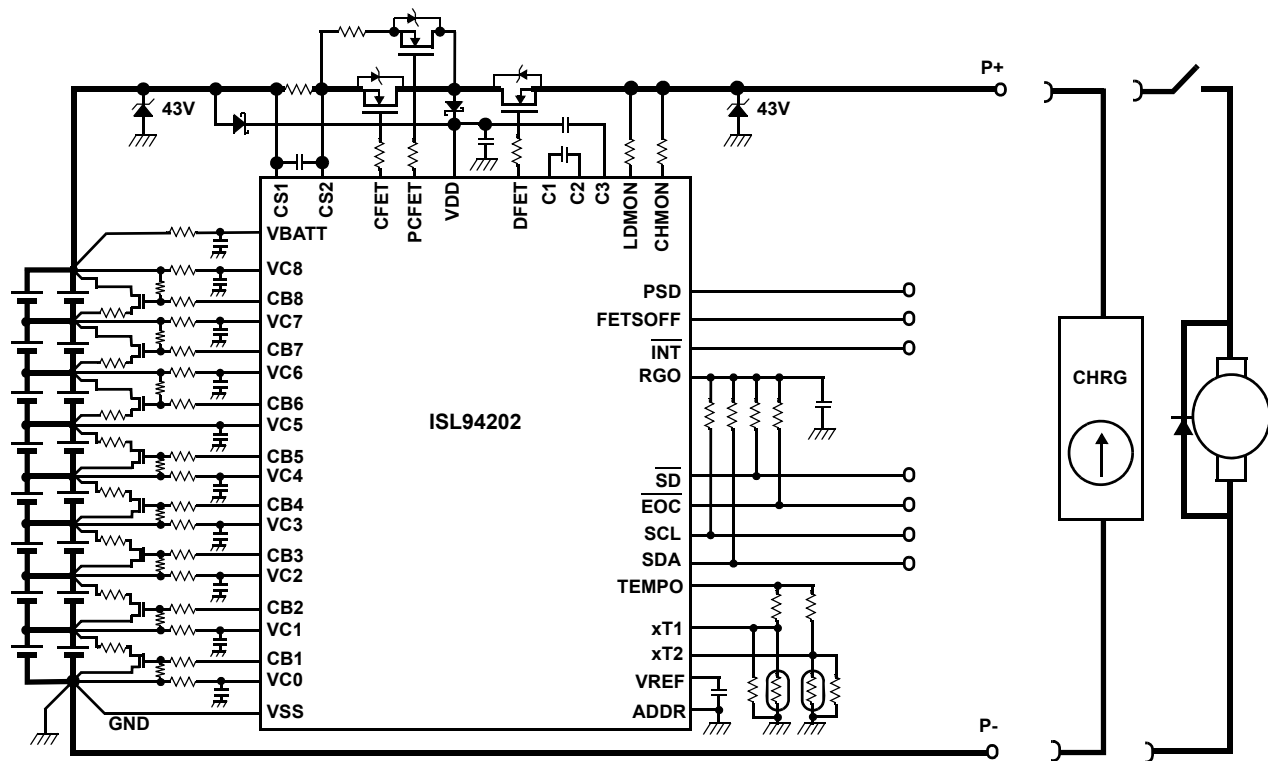 P+
43V
43V
CS1
CS2
CFET
PCFET
VDD
DFET
C1
C2
C3
LDMON
CHMON
VBATT
VC8
CB8
VC7
CB7
VC6
CB6
VC5
CB5
VC4
CB4
VC3
CB3
VC2
CB2
VC1
CB1
VC0
VSS
GND
ISL94202
PSD
FETSOFF
INT
RGO
SD
EOC
SCL
SDA
TEMPO
xT1
xT2
VREF
ADDR
CHRG
P-